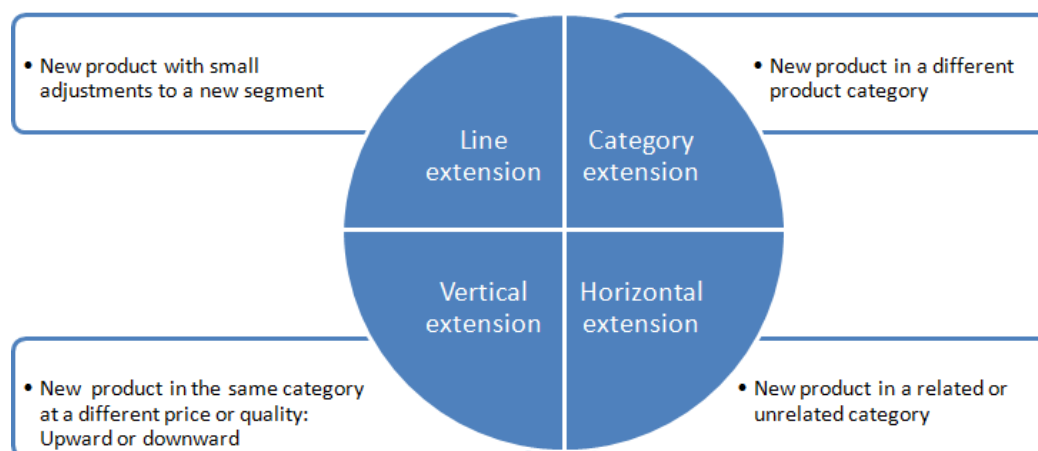 • New product with small
adjustments to a new segment
Line
extension
Category
extension
• New product in a different
product category
Vertical
extension
Horizontal
extension
• New product in the same category
at a different price or quality:
Upward or downward
• New product in a related or
unrelated category